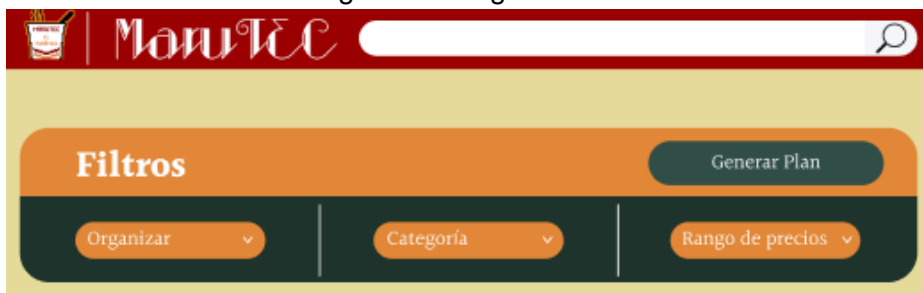 MaruTEC
Filtros
Generar Plan
Organizar
Categoría
Rango de precios